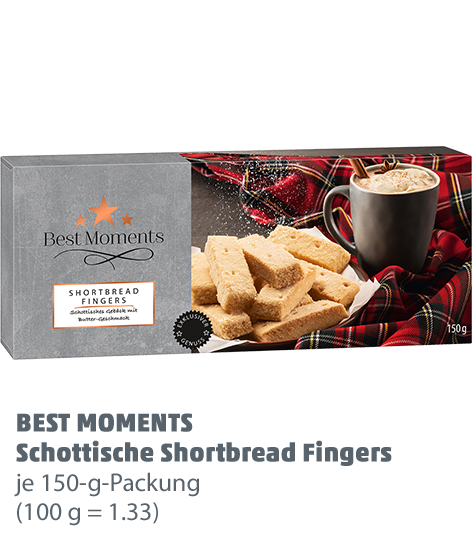 Best Moments
SHORTBREAD
FINGERS
Schottisches Gebäck mit
Butter-Geschmack
EXKLUSIVER
GENUSS
150 g
BEST MOMENTS
Schottische Shortbread Fingers
je 150-g-Packung
(100 g = 1.33)